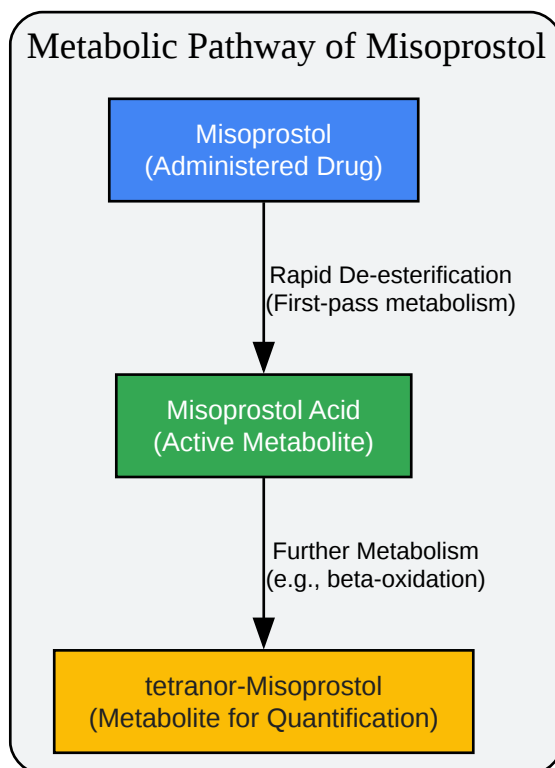 Metabolic Pathway of Misoprostol
Misoprostol
(Administered Drug)
Rapid De-esterification
(First-pass metabolism)
Misoprostol Acid
(Active Metabolite)
Further Metabolism
(e.g., beta-oxidation)
tetranor-Misoprostol
(Metabolite for Quantification)